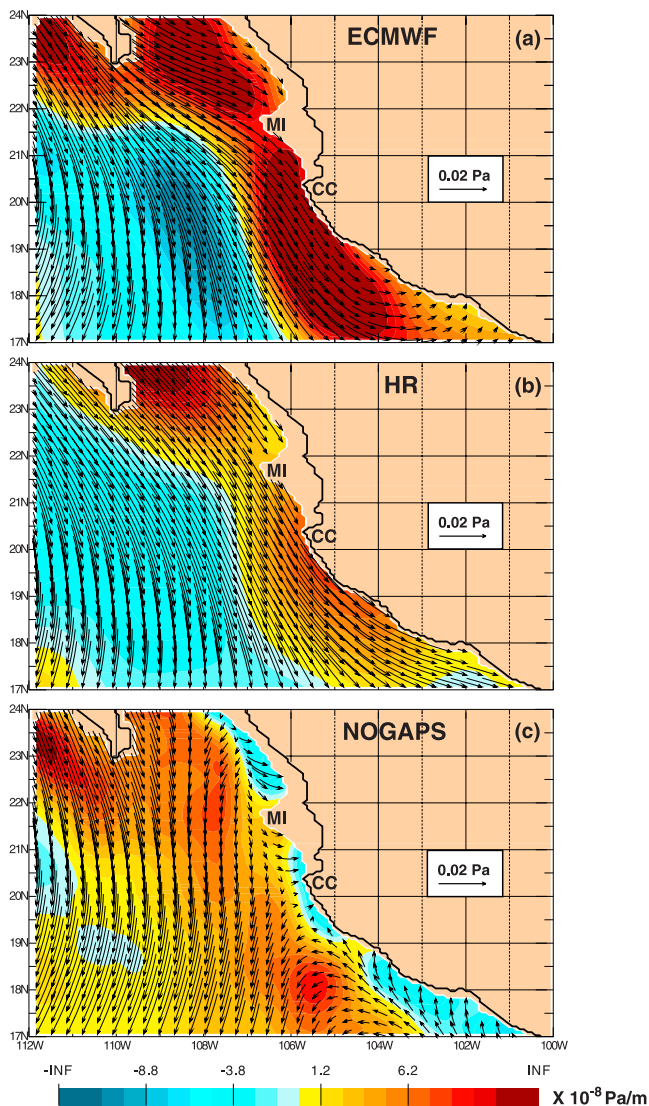 24N
ECMWF (a)
23N
22N
MI
21N
0.02 Pa
CC
20N
19N
18N
17N
24N
HR (b)
23N
22N
MI
21N
0.02 Pa
CC
20N
19N
18N
17N
24N
NOGAPS (c)
23N
22N
MI
21N
0.02 Pa
CC
20N
19N
18N
17N
112W 110W 108W 106W 104W 102W 100W
-INF -8.8 -3.8 1.2 6.2 INF
X 10⁻⁸ Pa/m